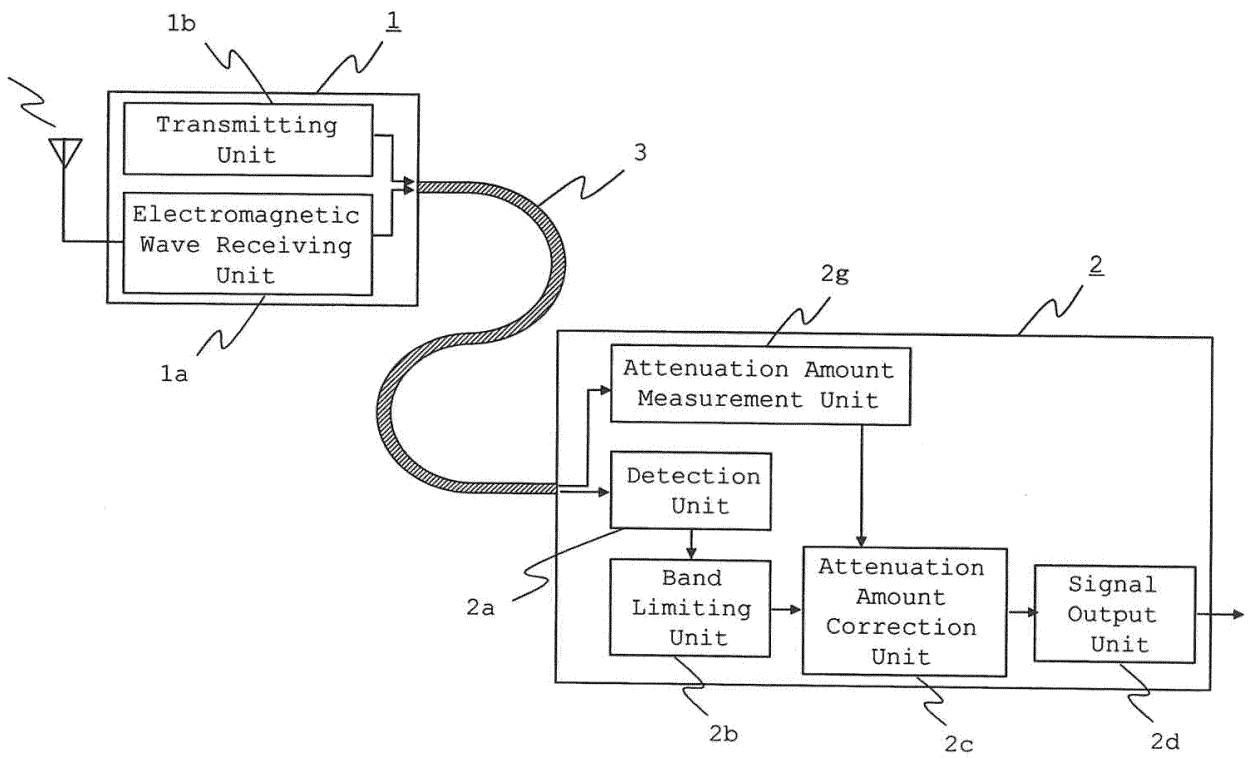 1b
1
Transmitting
Unit
3
Electromagnetic
Wave Receiving
Unit
1a
2g
2
Attenuation Amount
Measurement Unit
Detection
Unit
2a
Band
Limiting
Unit
Attenuation
Amount
Correction
Unit
Signal
Output
Unit
2b
2c
2d